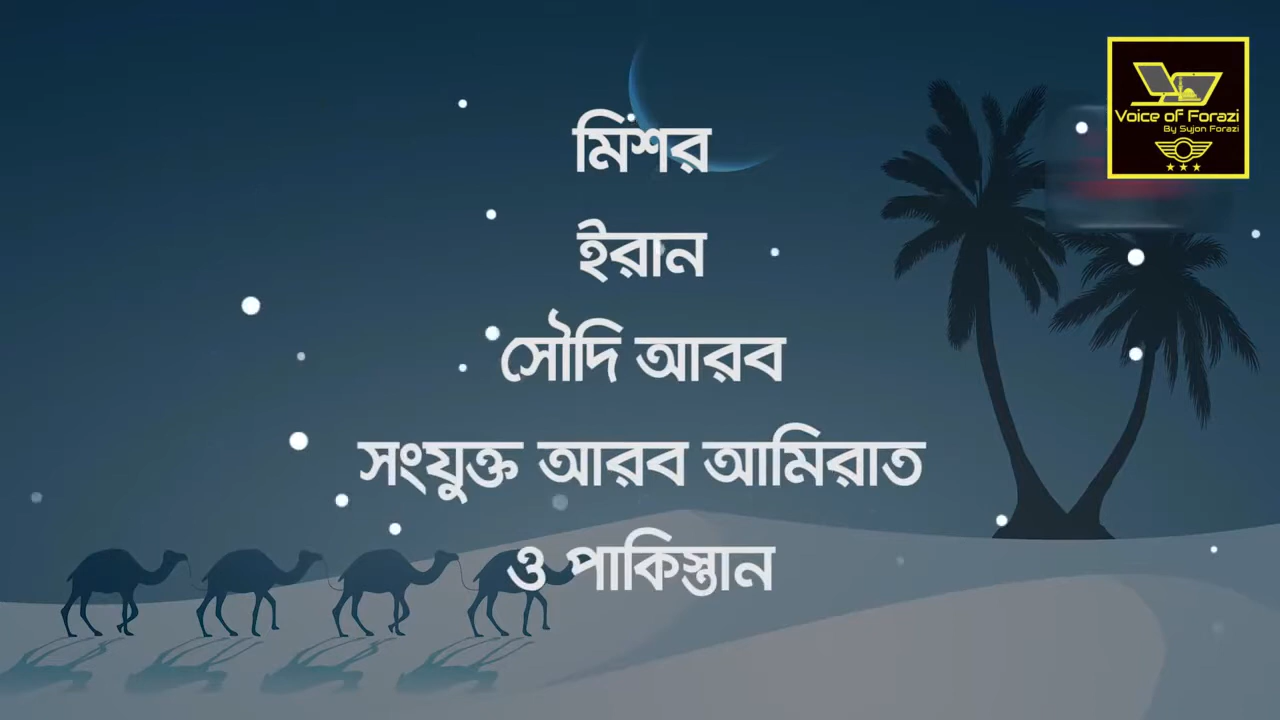 মিশর
ইরান
সৌদি আরব
সংযুক্ত আরব আমিরাত
ও পাকিস্তান
Voice of Forazi
By Sujon Forazi